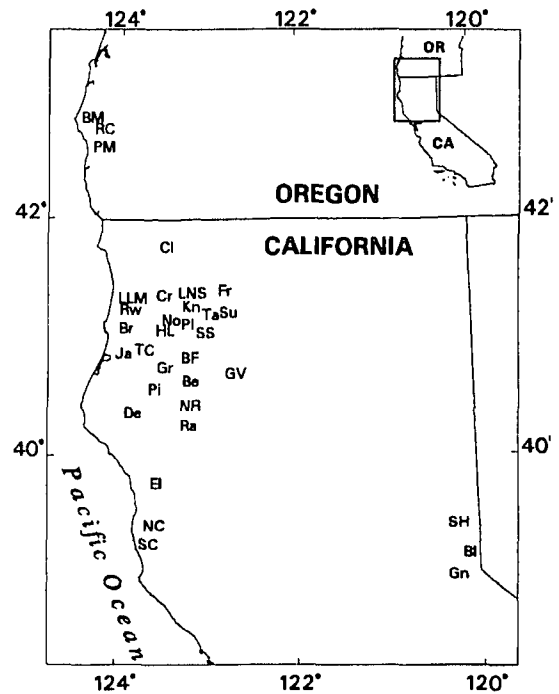 124° 122° 120°
OR
CA
BM
RC
PM
OREGON
42° 42'
CALIFORNIA
Cl
LLM Cr LNS Fr
Rw Kn Ta Su
Br No Pl
HL SS
Ja TC BF
Gr GV
Pi Be
De NR
Ra
40° 40'
El
NC SH
SC Bl
Gn
Pacific Ocean
124° 122° 120°